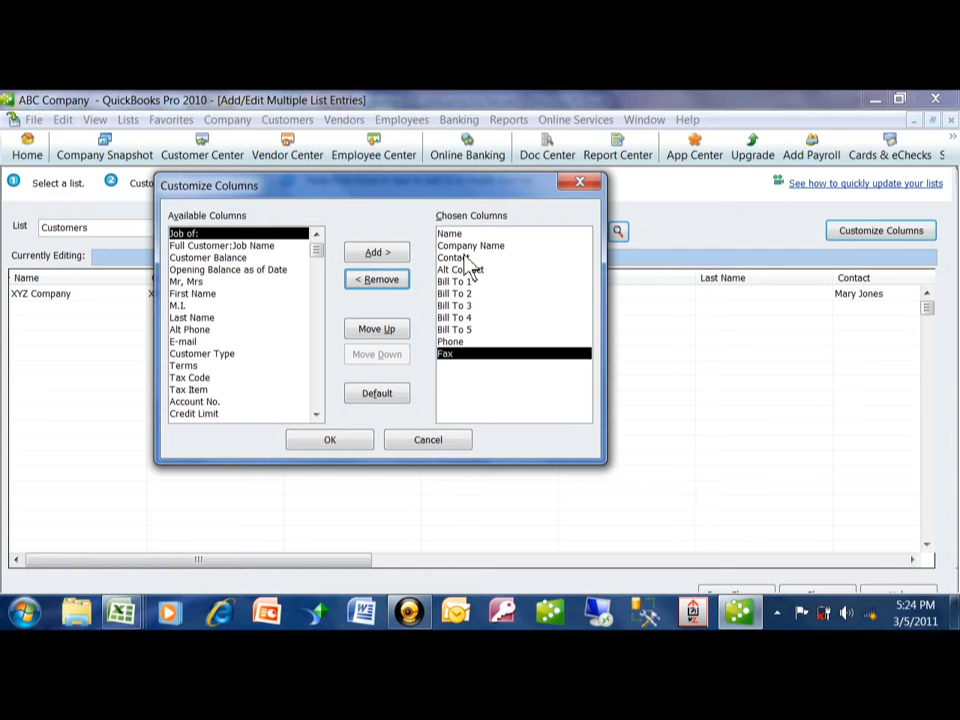 ABC Company - QuickBooks Pro 2010 - [Add/Edit Multiple List Entries]
File Edit View Lists Favorites Company Customers Vendors Employees Banking Reports Online Services Window Help
Home Company Snapshot Customer Center Vendor Center Employee Center Online Banking Doc Center Report Center App Center Upgrade Add Payroll Cards & eChecks S
1 Select a list. 2 Custo
See how to quickly update your lists
List Customers
Customize Columns
Currently Editing:
Name
Last Name
Contact
XYZ Company
Mary Jones
Customize Columns
Available Columns
Job of:
Full Customer:Job Name
Customer Balance
Opening Balance as of Date
Mr, Mrs
First Name
M.I.
Last Name
Alt Phone
E-mail
Customer Type
Terms
Tax Code
Tax Item
Account No.
Credit Limit
Add >
< Remove
Move Up
Move Down
Default
Chosen Columns
Name
Company Name
Contact
Alt Contact
Bill To 1
Bill To 2
Bill To 3
Bill To 4
Bill To 5
Phone
Fax
OK
Cancel
5:24 PM
3/5/2011